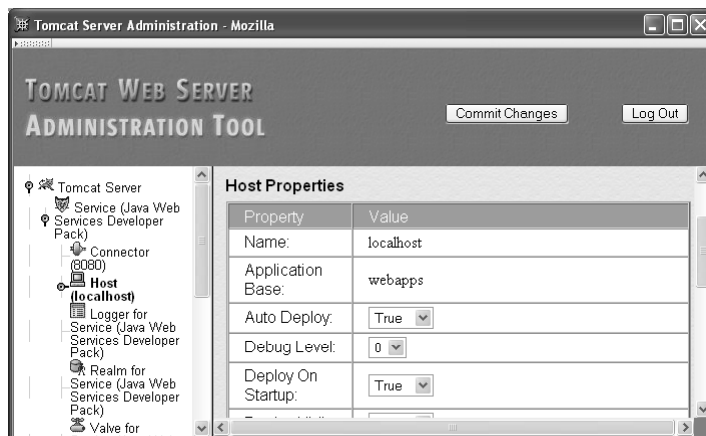 Tomcat Server Administration - Mozilla
TOMCAT WEB SERVER
ADMINISTRATION TOOL
Commit Changes
Log Out
Tomcat Server
Service (Java Web
Services Developer
Pack)
Connector
(8080)
Host
(localhost)
Logger for
Service (Java Web
Services Developer
Pack)
Realm for
Service (Java Web
Services Developer
Pack)
Valve for
Host Properties
Property Value
Name: localhost
Application
Base: webapps
Auto Deploy: True
Debug Level: 0
Deploy On
Startup: True